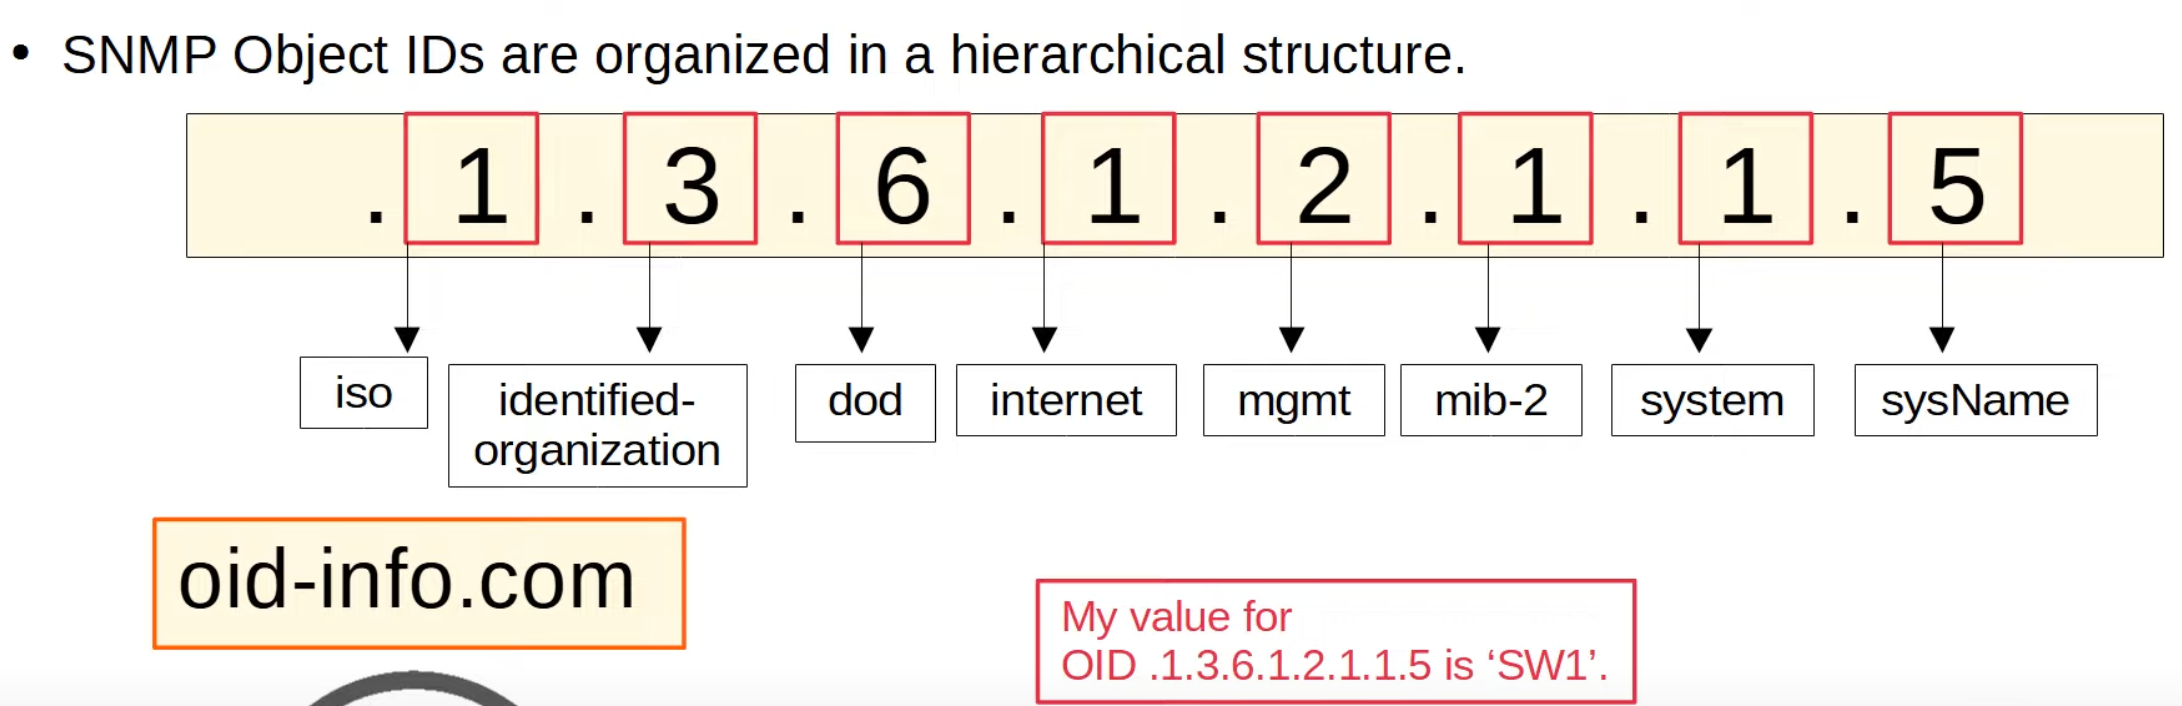 • SNMP Object IDs are organized in a hierarchical structure.
. 1 . 3 . 6 . 1 . 2 . 1 . 1 . 5
iso
identified-
organization
dod
internet
mgmt
mib-2
system
sysName
oid-info.com
My value for
OID .1.3.6.1.2.1.1.5 is ‘SW1’.